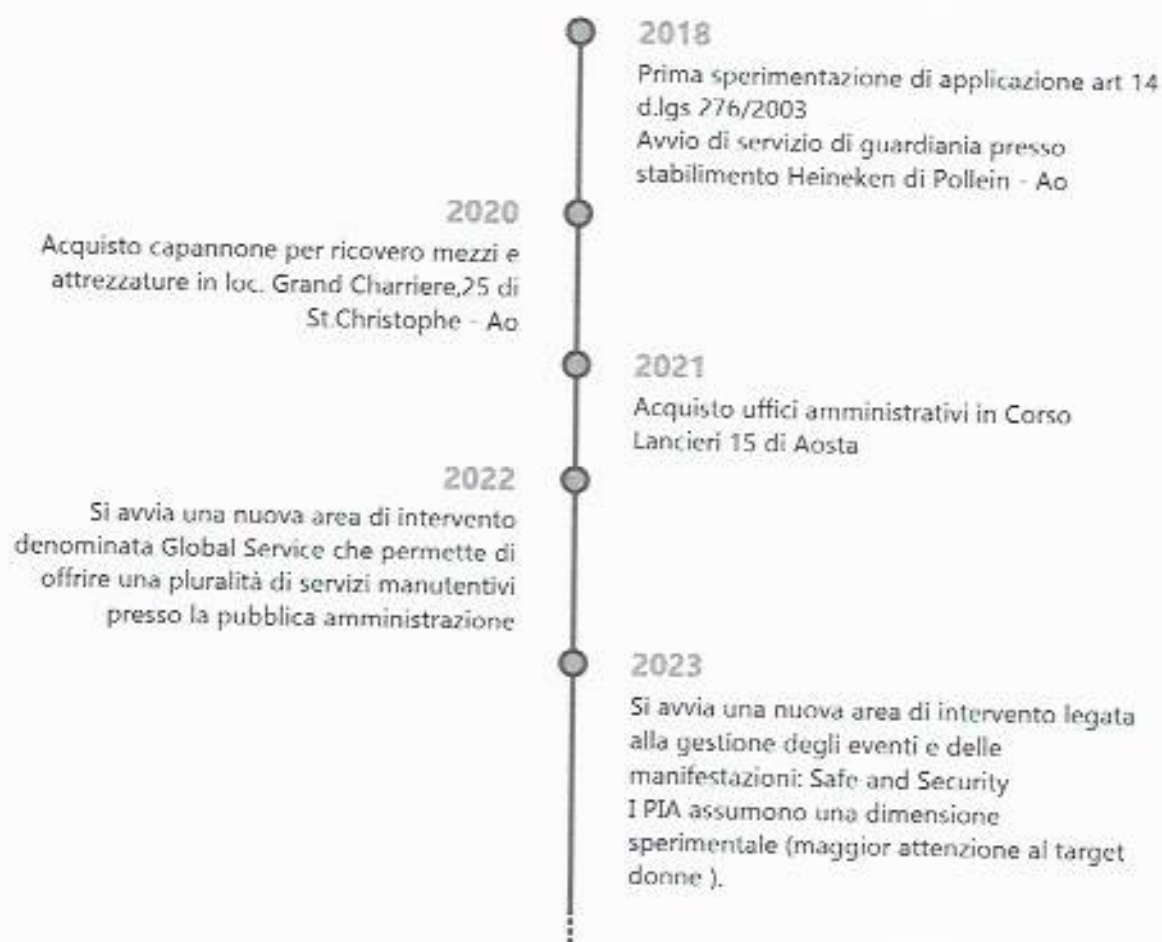 2018
Prima sperimentazione di applicazione art 14
d.lgs 276/2003
Avvio di servizio di guardiania presso
stabilimento Heineken di Pollein - Ao
2020
Acquisto capannone per ricovero mezzi e
attrezzature in loc. Grand Charriere,25 di
St.Christophe - Ao
2021
Acquisto uffici amministrativi in Corso
Lancieri 15 di Aosta
2022
Si avvia una nuova area di intervento
denominata Global Service che permette di
offrire una pluralità di servizi manutentivi
presso la pubblica amministrazione
2023
Si avvia una nuova area di intervento legata
alla gestione degli eventi e delle
manifestazioni: Safe and Security
I PIA assumono una dimensione
sperimentale (maggior attenzione al target
donne ).